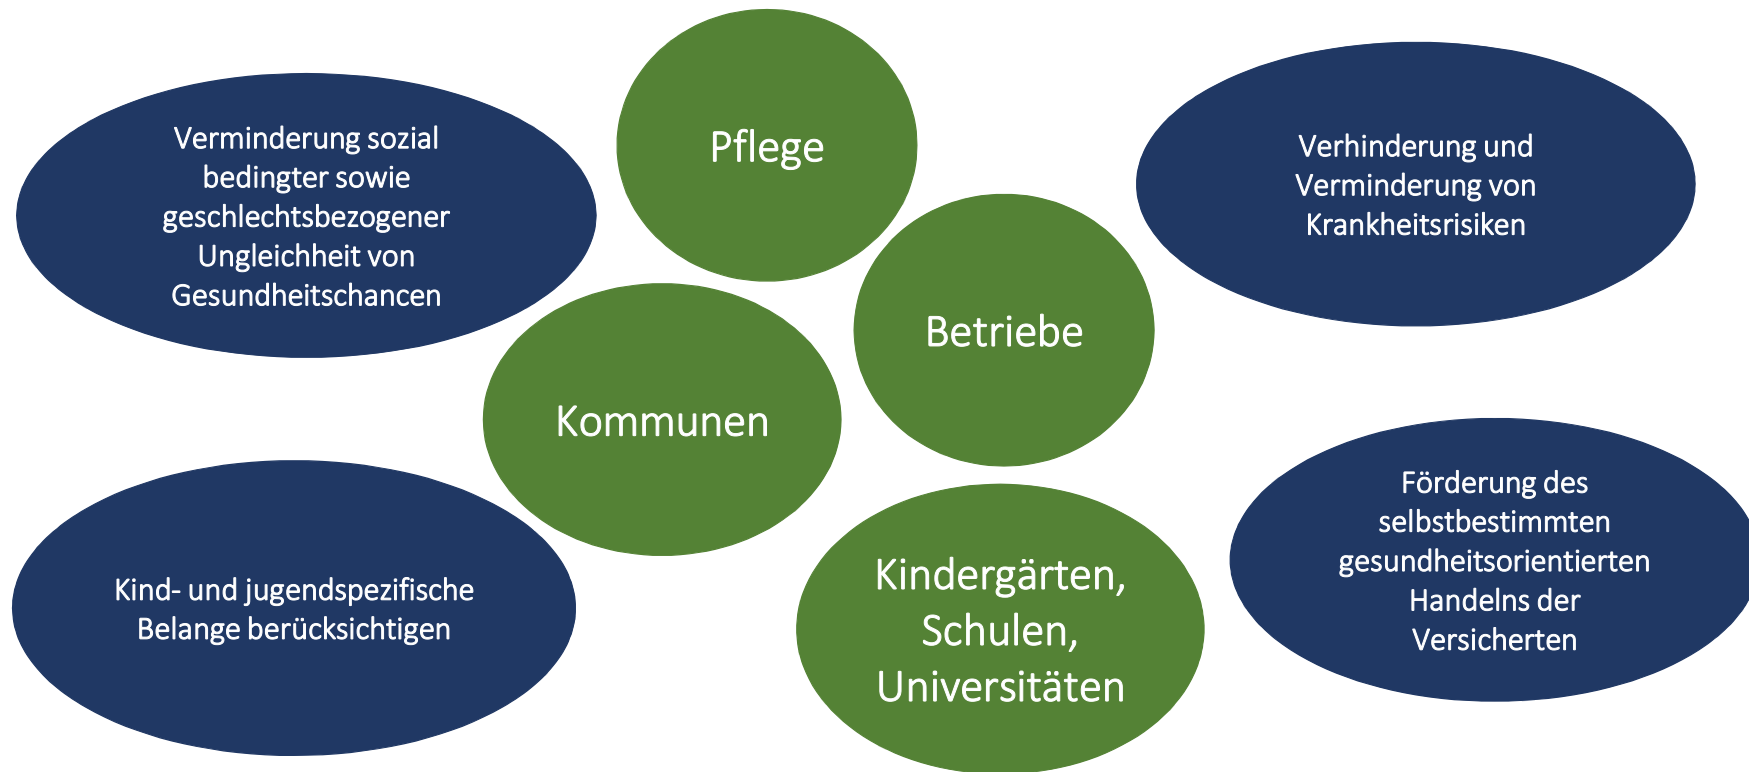 Verminderung sozial
bedingter sowie
geschlechtsbezogener
Ungleichheit von
Gesundheitschancen
Pflege
Verhinderung und
Verminderung von
Krankheitsrisiken
Betriebe
Kommunen
Kind- und jugendspezifische
Belange berücksichtigen
Kindergärten,
Schulen,
Universitäten
Förderung des
selbstbestimmten
gesundheitsorientierten
Handelns der
Versicherten